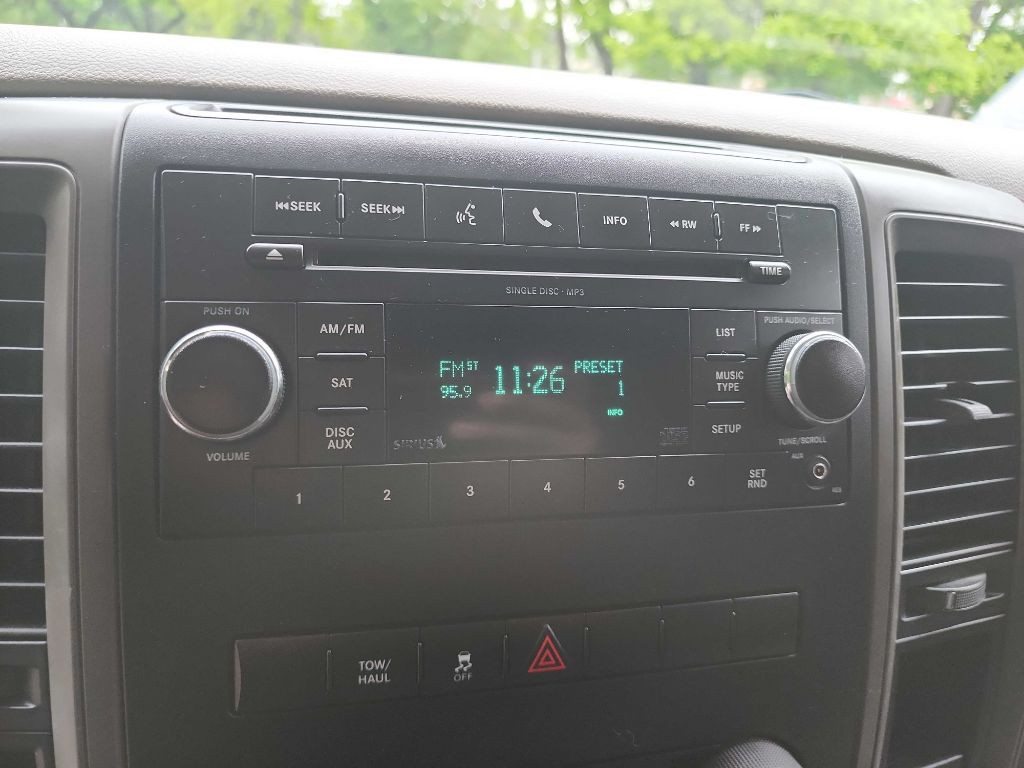 SEEK
SEEK
INFO
RW
FF
TIME
SINGLE DISC · MP3
PUSH ON
AM/FM
SAT
DISC
AUX
VOLUME
FM ST
95.9
11:26
PRESET
1
INFO
SIRIUS
LIST
MUSIC
TYPE
SETUP
PUSH AUDIO/SELECT
TUNE/SCROLL
AUX
1
2
3
4
5
6
SET
RND
TOW/
HAUL
OFF